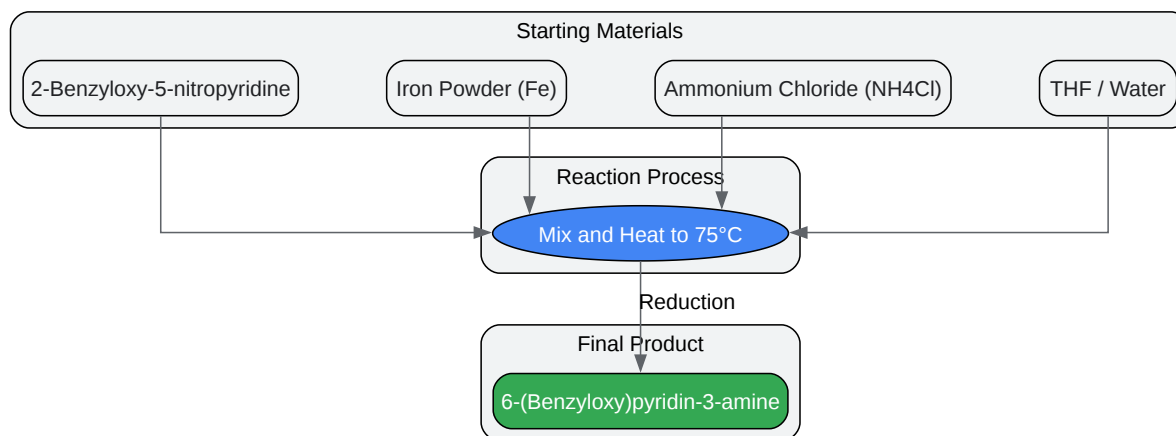 Starting Materials
2-Benzyloxy-5-nitropyridine
Iron Powder (Fe)
Ammonium Chloride (NH4Cl)
THF / Water
Reaction Process
Mix and Heat to 75°C
Reduction
Final Product
6-(Benzyloxy)pyridin-3-amine